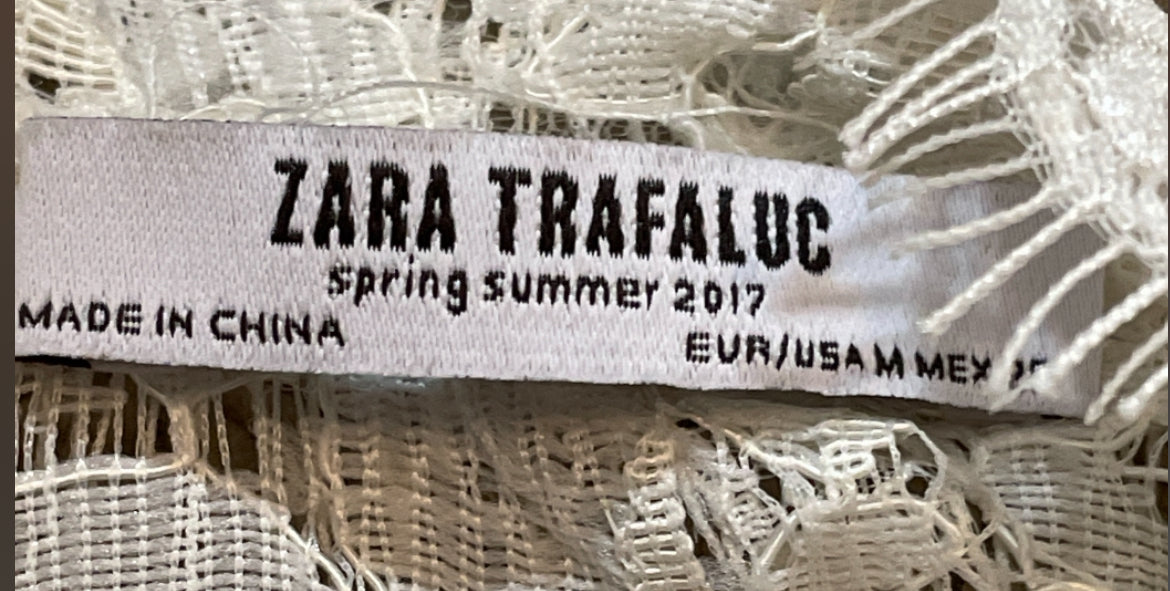 ZARA TRAFALUC
spring summer 2017
MADE IN CHINA
EUR/USA M MEX